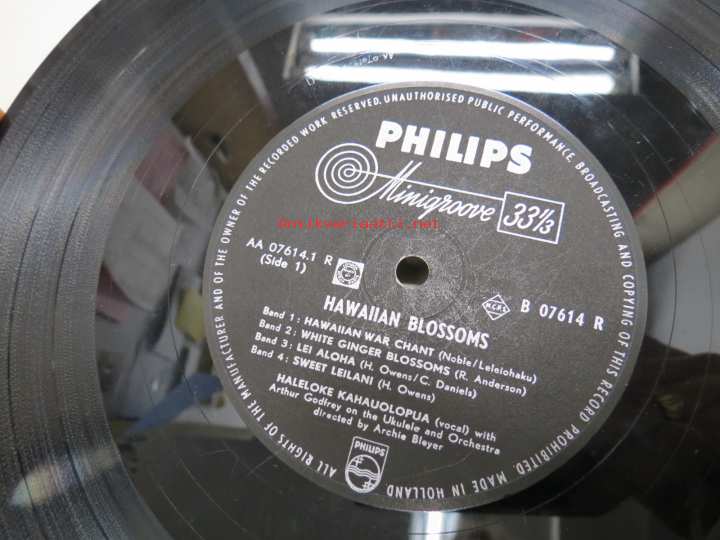 ALL RIGHTS OF THE MANUFACTURER AND OF THE OWNER OF THE RECORDED WORK RESERVED. UNAUTHORISED PUBLIC PERFORMANCE, BROADCASTING AND COPYING OF THIS RECORD PROHIBITED. MADE IN HOLLAND
PHILIPS
Minigroove 33⅓
Antikvariaatti.net
AA 07614.1 R
(Side 1)
B 07614 R
HAWAIIAN BLOSSOMS
Band 1: HAWAIIAN WAR CHANT (Noble/Leleiohaku)
Band 2: WHITE GINGER BLOSSOMS (R. Anderson)
Band 3: LEI ALOHA (H. Owens/C. Daniels)
Band 4: SWEET LEILANI (H. Owens)
HALELOKE KAHAUOLOPUA (vocal) with
Arthur Godfrey on the Ukulele and Orchestra
directed by Archie Bleyer
PHILIPS